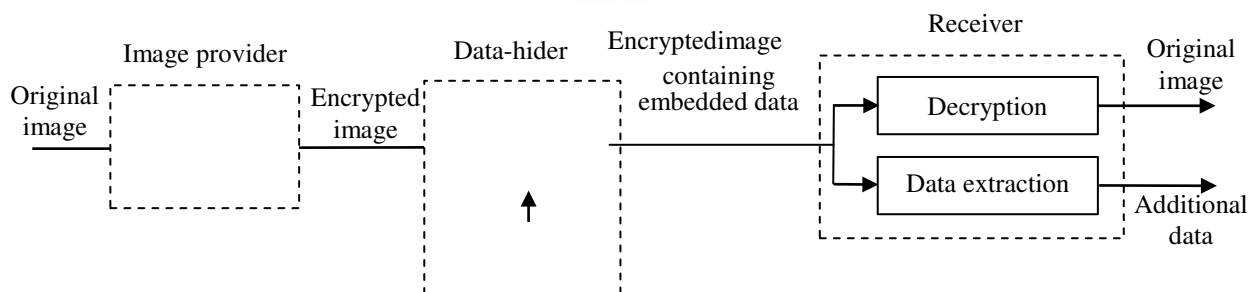 Image provider
Data-hider
Encryptedimage
containing
embedded data
Receiver
Original
image
Original
image
Encrypted
image
Decryption
Data extraction
Additional
data